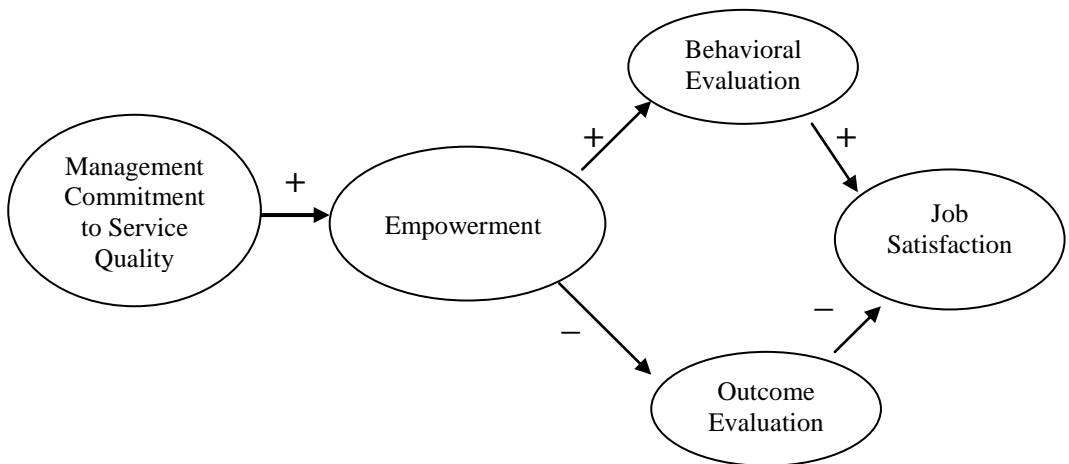 Management
Commitment
to Service
Quality
+
Empowerment
+
Behavioral
Evaluation
+
Job
Satisfaction
−
Outcome
Evaluation
−